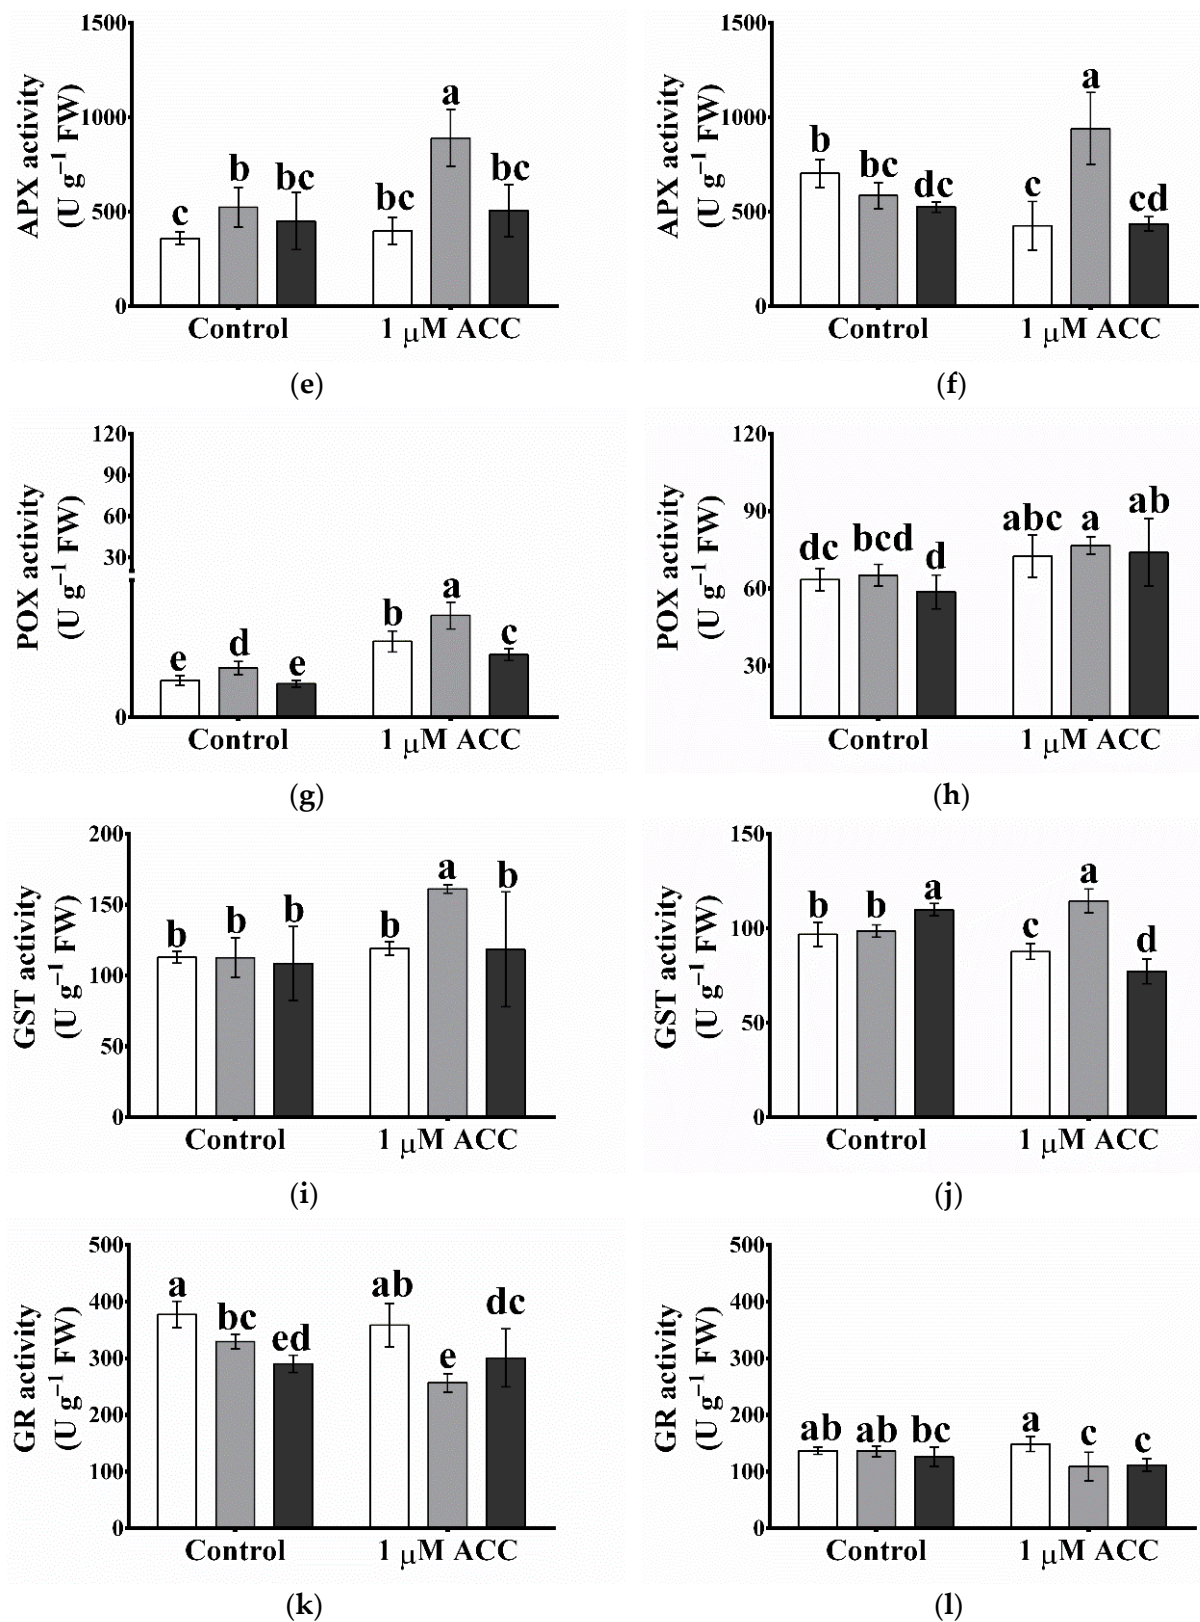 1500
1000
500
0
APX activity
(U g⁻¹ FW)
c
b
bc
bc
a
bc
Control
1 μM ACC
(e)
1500
1000
500
0
APX activity
(U g⁻¹ FW)
b
bc
dc
c
a
cd
Control
1 μM ACC
(f)
120
90
60
30
0
POX activity
(U g⁻¹ FW)
e
d
e
b
a
c
Control
1 μM ACC
(g)
120
90
60
30
POX activity
(U g⁻¹ FW)
dc
bcd
d
abc
a
ab
Control
1 μM ACC
(h)
200
150
100
50
0
GST activity
(U g⁻¹ FW)
b
b
b
b
a
b
Control
1 μM ACC
(i)
150
100
50
0
GST activity
(U g⁻¹ FW)
b
b
a
c
a
d
Control
1 μM ACC
(j)
500
400
300
200
100
0
GR activity
(U g⁻¹ FW)
a
bc
ed
ab
e
dc
Control
1 μM ACC
(k)
500
400
300
200
100
0
GR activity
(U g⁻¹ FW)
ab
ab
bc
a
c
c
Control
1 μM ACC
(l)